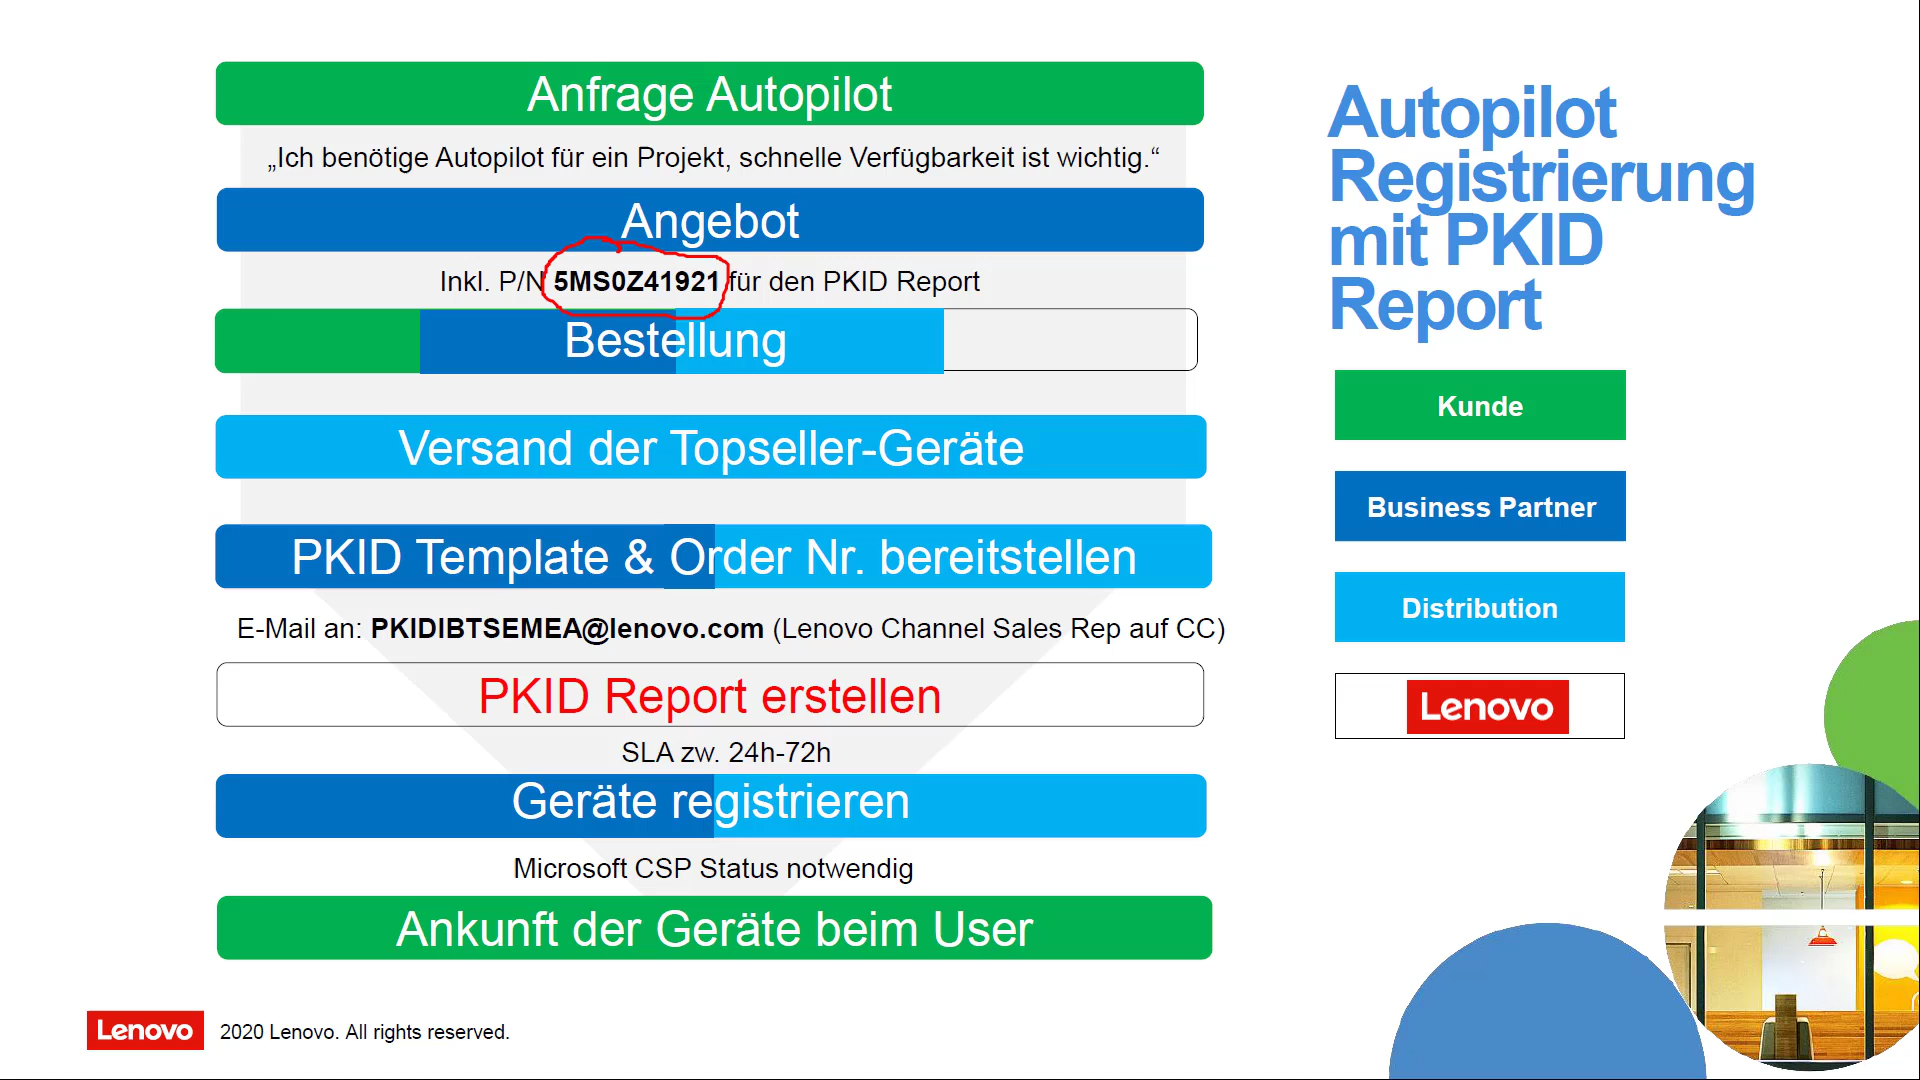 Anfrage Autopilot
„Ich benötige Autopilot für ein Projekt, schnelle Verfügbarkeit ist wichtig.“
Angebot
Inkl. P/N 5MS0Z41921 für den PKID Report
Bestellung
Versand der Topseller-Geräte
PKID Template & Order Nr. bereitstellen
E-Mail an: PKIDIBTSEMEA@lenovo.com (Lenovo Channel Sales Rep auf CC)
PKID Report erstellen
SLA zw. 24h-72h
Geräte registrieren
Microsoft CSP Status notwendig
Ankunft der Geräte beim User
Autopilot
Registrierung
mit PKID
Report
Kunde
Business Partner
Distribution
Lenovo
Lenovo 2020 Lenovo. All rights reserved.